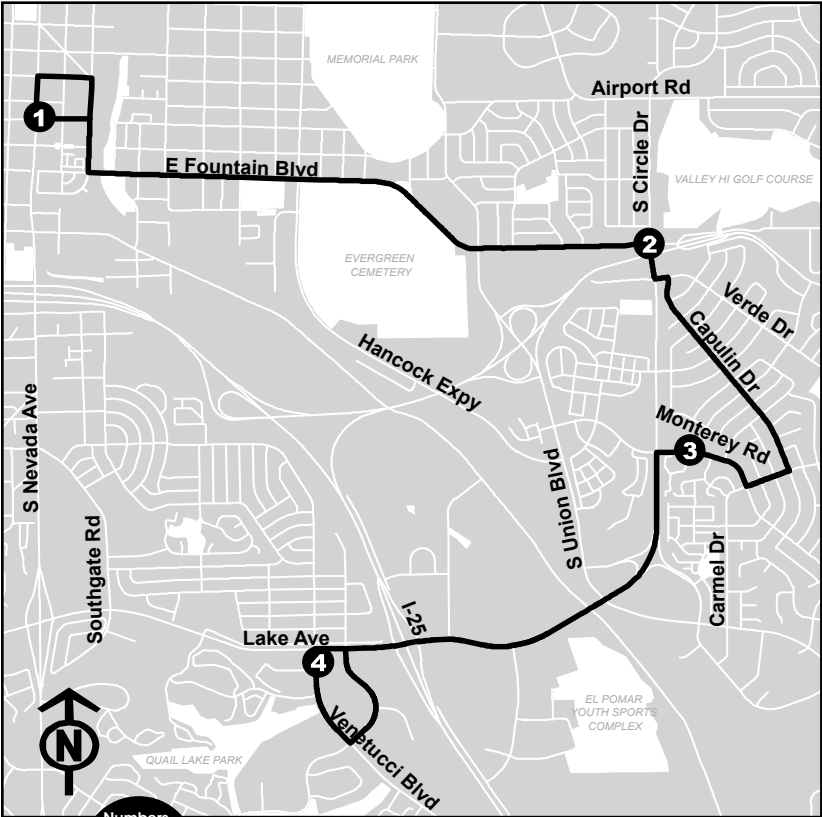 MEMORIAL PARK
Airport Rd
1
S Circle Dr
E Fountain Blvd
VALLEY HI GOLF COURSE
2
EVERGREEN
CEMETERY
Verde Dr
Capulin Dr
Hancock Expy
S Nevada Ave
Monterey Rd
3
S Union Blvd
Southgate Rd
Carmel Dr
I-25
Lake Ave
4
EL POMAR
YOUTH SPORTS
COMPLEX
Venetucci Blvd
N
QUAIL LAKE PARK
Numbers